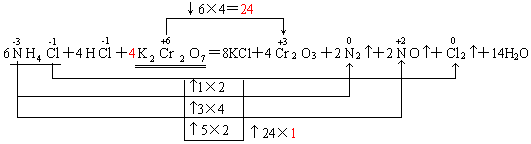 ↓ 6×4=24
-3 -1 -1 +6 +3 0 +2 0
6NH₄Cl+4HCl+4K₂Cr₂O₇=8KCl+4Cr₂O₃+2N₂↑+2NO↑+Cl₂↑+14H₂O
↑1×2
↑3×4
↑5×2 ↑24×1